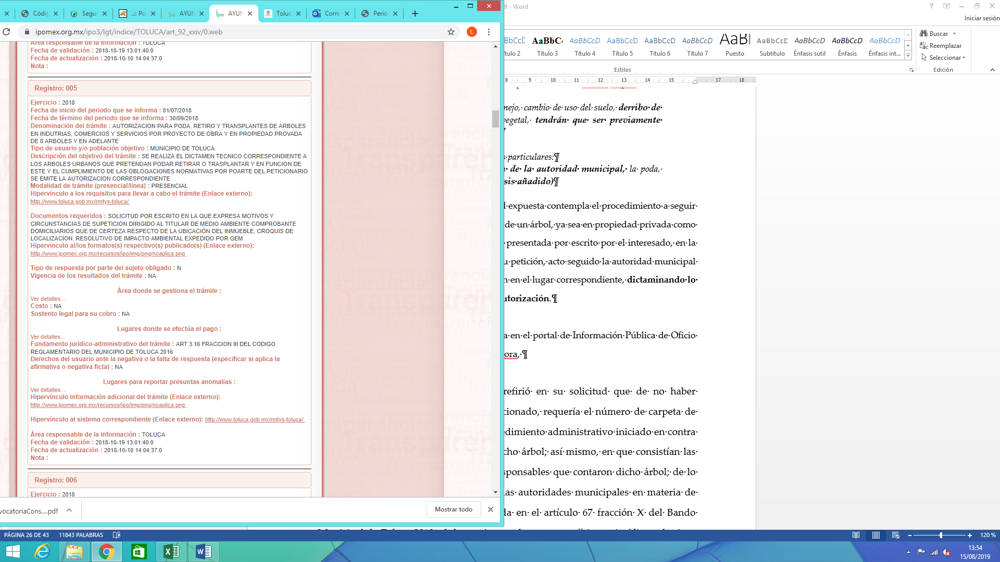 Códig
Segur
..:: Po
AYUN
AYUN
Toluc
Corre
Perió
ipomex.org.mx/ipo3/lgt/indice/TOLUCA/art_92_xxiv/0.web
L
Área responsable de la información : TOLUCA
Fecha de validación : 2018-10-19 13:01:40.0
Fecha de actualización : 2018-10-10 14:04:37.0
Nota :
Registro: 005
Ejercicio : 2018
Fecha de inicio del periodo que se informa : 01/07/2018
Fecha de término del periodo que se informa : 30/09/2018
Denominación del trámite : AUTORIZACION PARA PODA, RETIRO Y TRANSPLANTES DE ARBOLES
EN INDUTRIAS, COMERCIOS Y SERVICIOS POR PROYECTO DE OBRA Y EN PROPIEDAD PROVADA
DE 8 ARBOLES Y EN ADELANTE
Tipo de usuario y/o población objetivo : MUNICIPIO DE TOLUCA
Descripción del objetivo del trámite : SE REALIZA EL DICTAMEN TECNICO CORRESPONDIENTE A
LOS ARBOLES URBANOS QUE PRETENDAN PODAR RETIRAR O TRASPLANTAR Y EN FUNCION DE
ESTE Y EL CUMPLIMIENTO DE LAS OBLOGACIONES NORMATIVAS POR POARTE DEL PETICIONARIO
SE EMITE LA AUTORIZACION CORRESPONDIENTE
Modalidad de trámite (presencial/línea) : PRESENCIAL
Hipervínculo a los requisitos para llevar a cabo el trámite (Enlace externo):
http://www.toluca.gob.mx/rmtys-toluca/
Documentos requeridos : SOLICITUD POR ESCRITO EN LA QUE EXPRESA MOTIVOS Y
CIRCUNSTANCIAS DE SUPETICION DIRIGIDO AL TITULAR DE MEDIO AMBIENTE COMPROBANTE
DOMICILIARIOS QUE DE CERTEZA RESPECTO DE LA UBICACIÓN DEL INMUEBLE, CROQUIS DE
LOCALIZACION, RESOLUTIVO DE IMPACTO AMBIENTAL EXPEDIDO POR GEM
Hipervínculo al/los formatos(s) respectivo(s) publicado(s) (Enlace externo):
http://www.ipomex.org.mx/recursos/ipo/img/png/noaplica.png
Tipo de respuesta por parte del sujeto obligado : N
Vigencia de los resultados del trámite : NA
Área donde se gestiona el trámite :
Ver detalles...
Costo : NA
Sustento legal para su cobro : NA
Lugares donde se efectúa el pago :
Ver detalles...
Fundamento jurídico-administrativo del trámite : ART 3.16 FRACCION III DEL CODIGO
REGLAMENTARIO DEL MUNICIPIO DE TOLUCA 2016
Derechos del usuario ante la negativa o la falta de respuesta (especificar si aplica la
afirmativa o negativa ficta) : NA
Lugares para reportar presuntas anomalías :
Ver detalles...
Hipervínculo información adicional del trámite (Enlace externo):
http://www.ipomex.org.mx/recursos/ipo/img/png/noaplica.png
Hipervínculo al sistema correspondiente (Enlace externo): http://www.toluca.gob.mx/rmtys-toluca/
Área responsable de la información : TOLUCA
Fecha de validación : 2018-10-19 13:01:40.0
Fecha de actualización : 2018-10-10 14:04:37.0
Nota :
Registro: 006
Ejercicio : 2018
vocatoriaCons....pdf
Mostrar todo
9 - Word
Iniciar sesión
AaBbCcD AaBbCc AaBbCcD AaBbCcD AaBbCcD AaBbCcD AaBl AaBbCcD AaBbCcD AaBbCcD AaBbCcD
ítulo 2 Título 3 Título 4 Título 5 Título 6 Título 7 Puesto Subtítulo Énfasis sutil Énfasis Énfasis int...
Estilos
Buscar
Reemplazar
Seleccionar
Edición
8 9 10 11 12 13 14 15 17 18
nejo, cambio de uso del suelo, derribo de
vegetal, tendrán que ser previamente
s particulares:¶
de la autoridad municipal, la poda,
sis añadido)¶
l expuesta contempla el procedimiento a seguir
de un árbol, ya sea en propiedad privada como
presentada por escrito por el interesado, en la
u petición, acto seguido la autoridad municipal
n en el lugar correspondiente, dictaminando lo
utorización.¶
a en el portal de Información Pública de Oficio
ora, ¶
refirió en su solicitud que de no haber
cionado, requería el número de carpeta de
edimiento administrativo iniciado en contra
cho árbol; así mismo, en que consistían las
sponsables que contaron dicho árbol; de lo
las autoridades municipales en materia de
da en el artículo 67 fracción X del Bando
PÁGINA 26 DE 43 11843 PALABRAS
120 %
13:54
15/08/2019